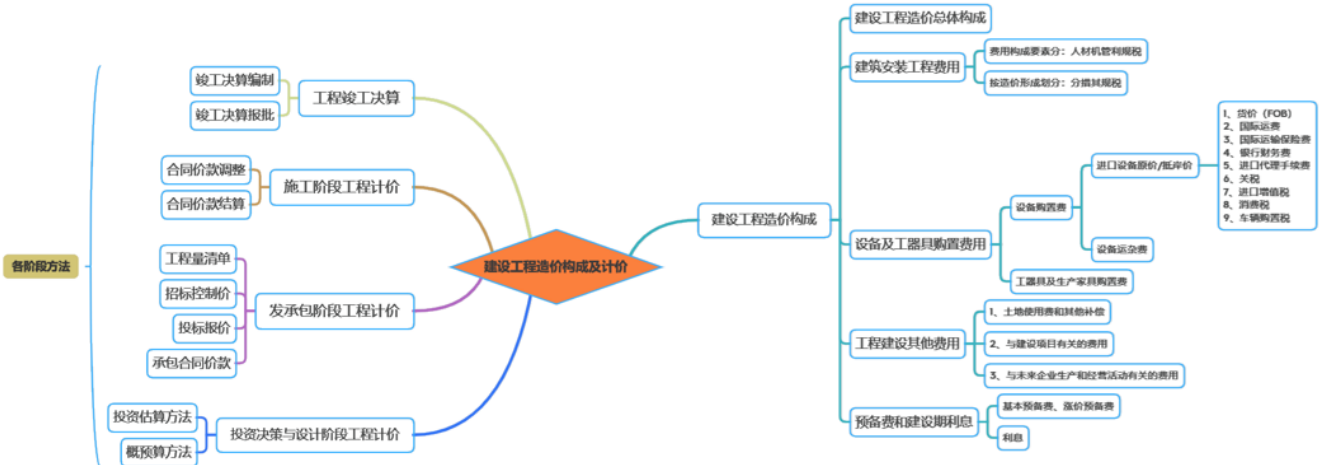 各阶段方法
竣工决算编制
竣工决算报批
工程竣工决算
合同价款调整
合同价款结算
施工阶段工程计价
工程量清单
招标控制价
投标报价
承包合同价款
发承包阶段工程计价
投资估算方法
概预算方法
投资决策与设计阶段工程计价
建设工程造价构成及计价
建设工程造价构成
建设工程造价总体构成
建筑安装工程费用
费用构成要素分：人材机管利规税
按造价形成划分：分措其规税
设备及工器具购置费用
设备购置费
进口设备原价/抵岸价
1、货价（FOB）
2、国际运费
3、国际运输保险费
4、银行财务费
5、进口代理手续费
6、关税
7、进口增值税
8、消费税
9、车辆购置税
设备运杂费
工器具及生产家具购置费
工程建设其他费用
1、土地使用费和其他补偿
2、与建设项目有关的费用
3、与未来企业生产和经营活动有关的费用
预备费和建设期利息
基本预备费、涨价预备费
利息